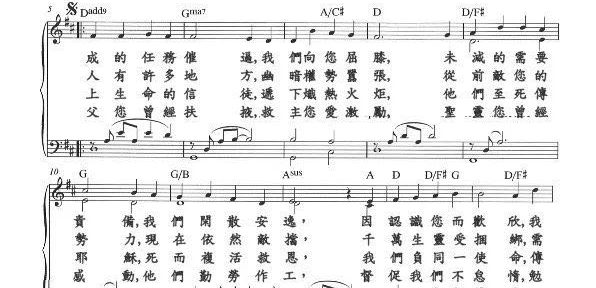 5 Dadd9 Gma7 A/C# D D/F#
成的任務催逼,我們向您屈膝,未減的需要
人有許多地方,幽暗權勢囂張,從前敵您的
上生命的信徒,遞下熾熱火炬,他們至死傳
父您曾經扶掖,救主您愛激勵,聖靈您曾經
10 G G/B Asus A D D/F# G D/F#
責備,我們閑散安逸,因認識您而歡欣,我
勢力,現在依然敵擋,千萬生靈受捆綁,需
耶穌,死而複活救恩,我們負同一使命,傳
感動,他們勤勞作工,督促我們不怠惰,勉